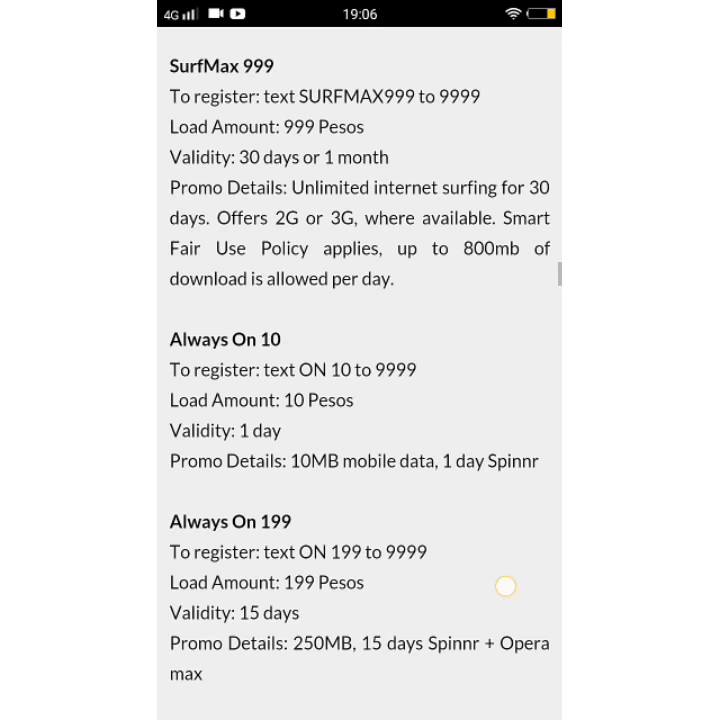 4G 19:06
SurfMax 999
To register: text SURFMAX999 to 9999
Load Amount: 999 Pesos
Validity: 30 days or 1 month
Promo Details: Unlimited internet surfing for 30
days. Offers 2G or 3G, where available. Smart
Fair Use Policy applies, up to 800mb of
download is allowed per day.
Always On 10
To register: text ON 10 to 9999
Load Amount: 10 Pesos
Validity: 1 day
Promo Details: 10MB mobile data, 1 day Spinnr
Always On 199
To register: text ON 199 to 9999
Load Amount: 199 Pesos
Validity: 15 days
Promo Details: 250MB, 15 days Spinnr + Opera
max